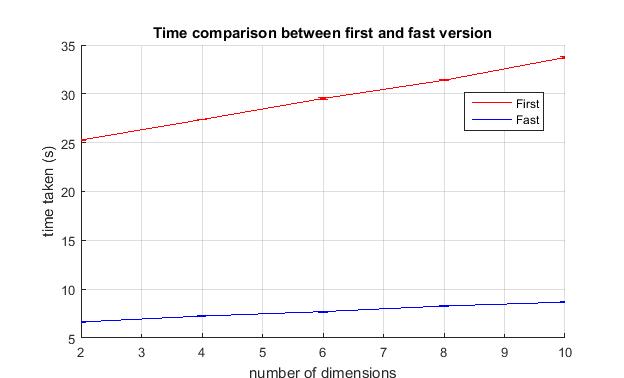 Time comparison between first and fast version
35
30
25
20
15
10
5
time taken (s)
First
Fast
2 3 4 5 6 7 8 9 10
number of dimensions